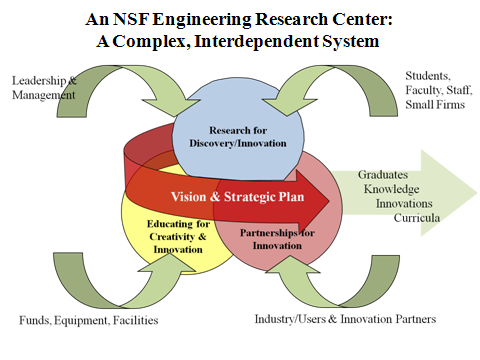 An NSF Engineering Research Center:
A Complex, Interdependent System
Leadership &
Management
Students,
Faculty, Staff,
Small Firms
Research for
Discovery/Innovation
Graduates
Knowledge
Innovations
Curricula
Vision & Strategic Plan
Educating for
Creativity &
Innovation
Partnerships for
Innovation
Funds, Equipment, Facilities
Industry/Users & Innovation Partners